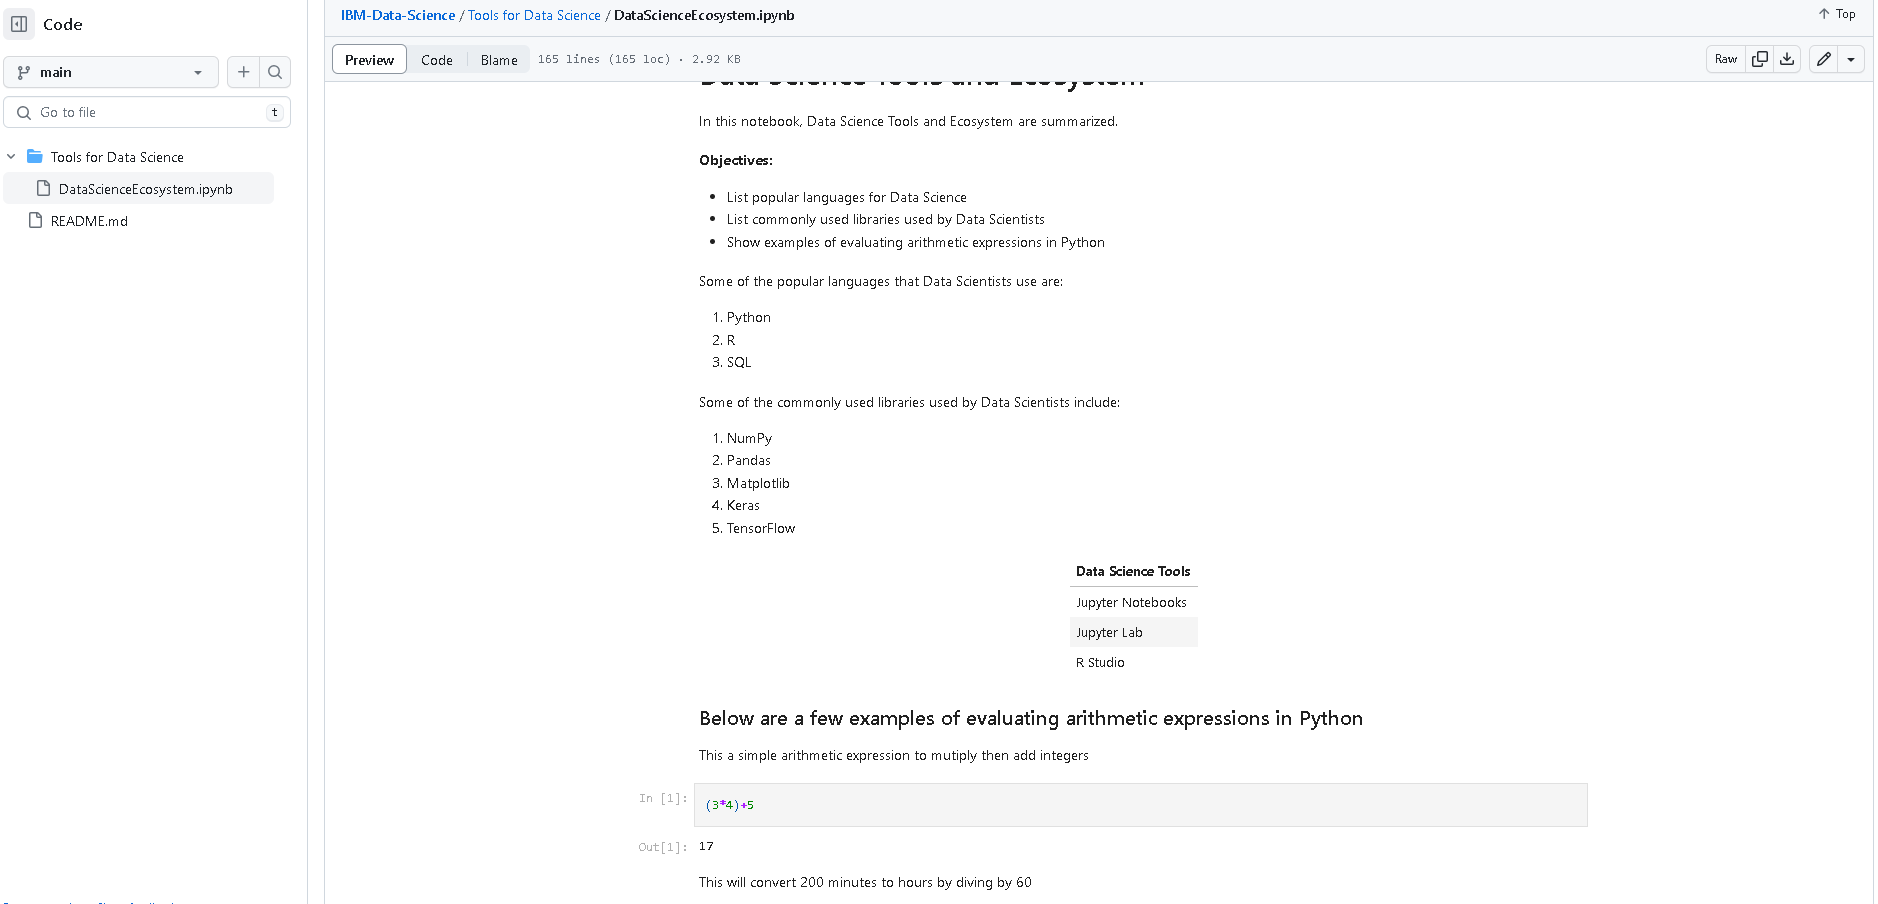 Code
IBM-Data-Science / Tools for Data Science / DataScienceEcosystem.ipynb
Top
main
Preview Code Blame 165 lines (165 loc) · 2.92 KB
Raw
Go to file t
Tools for Data Science
DataScienceEcosystem.ipynb
README.md
Data Science Tools and Ecosystem
In this notebook, Data Science Tools and Ecosystem are summarized.
Objectives:
• List popular languages for Data Science
• List commonly used libraries used by Data Scientists
• Show examples of evaluating arithmetic expressions in Python
Some of the popular languages that Data Scientists use are:
1. Python
2. R
3. SQL
Some of the commonly used libraries used by Data Scientists include:
1. NumPy
2. Pandas
3. Matplotlib
4. Keras
5. TensorFlow
Data Science Tools
Jupyter Notebooks
Jupyter Lab
R Studio
Below are a few examples of evaluating arithmetic expressions in Python
This a simple arithmetic expression to mutiply then add integers
In [1]: (3*4)+5
Out[1]: 17
This will convert 200 minutes to hours by diving by 60